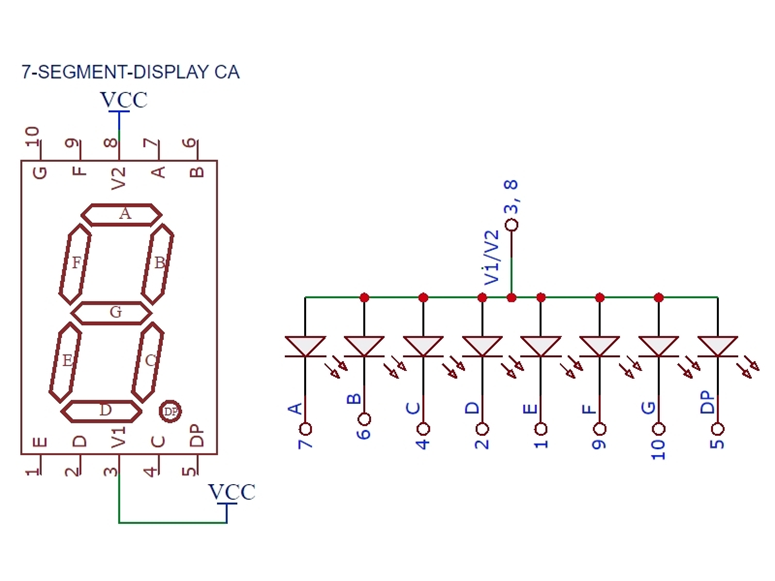 7-SEGMENT-DISPLAY CA
VCC
10 9 8 7 6
G F V2 A B
A
F B
G
E C
D DP
E D V1 C DP
1 2 3 4 5
VCC
3, 8
V1/V2
A B C D E F G DP
7 6 4 2 1 9 10 5